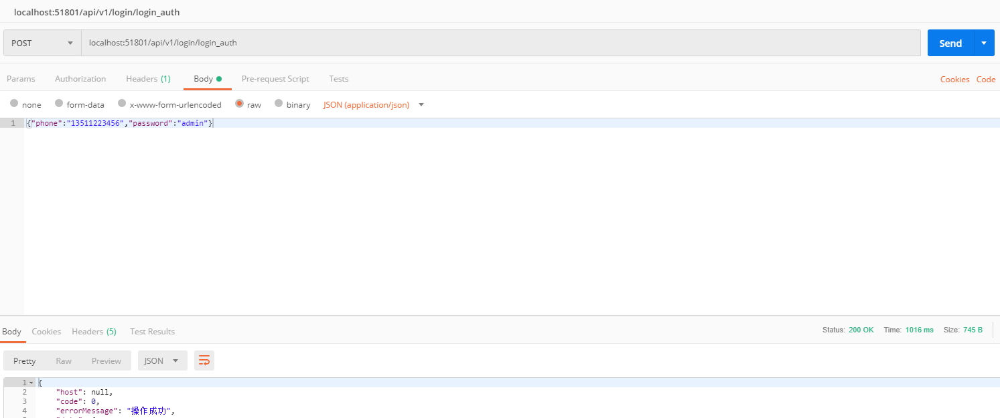 localhost:51801/api/v1/login/login_auth
POST localhost:51801/api/v1/login/login_auth Send
Params Authorization Headers (1) Body Pre-request Script Tests Cookies Code
none form-data x-www-form-urlencoded raw binary JSON (application/json)
1 {"phone":"13511223456","password":"admin"}
Body Cookies Headers (5) Test Results Status: 200 OK Time: 1016 ms Size: 745 B
Pretty Raw Preview JSON
1 {
2 "host": null,
3 "code": 0,
4 "errorMessage": "操作成功",